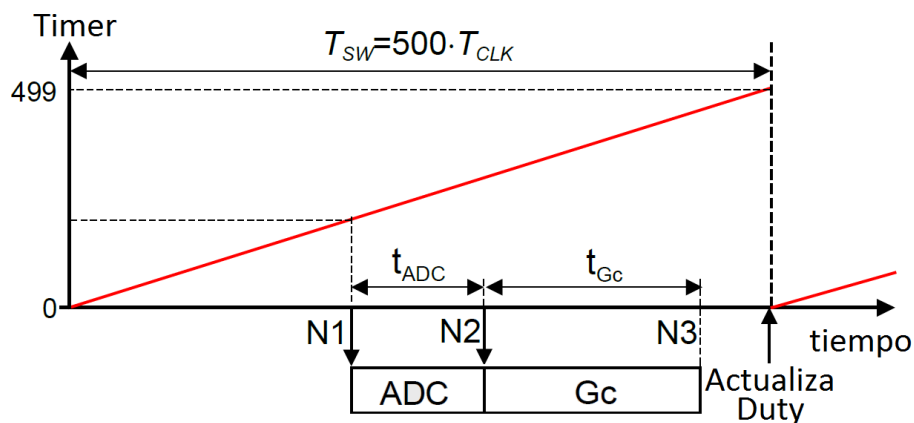 Timer
T_SW=500·T_CLK
499
t_ADC
t_Gc
0
N1
N2
N3
tiempo
ADC
Gc
Actualiza
Duty